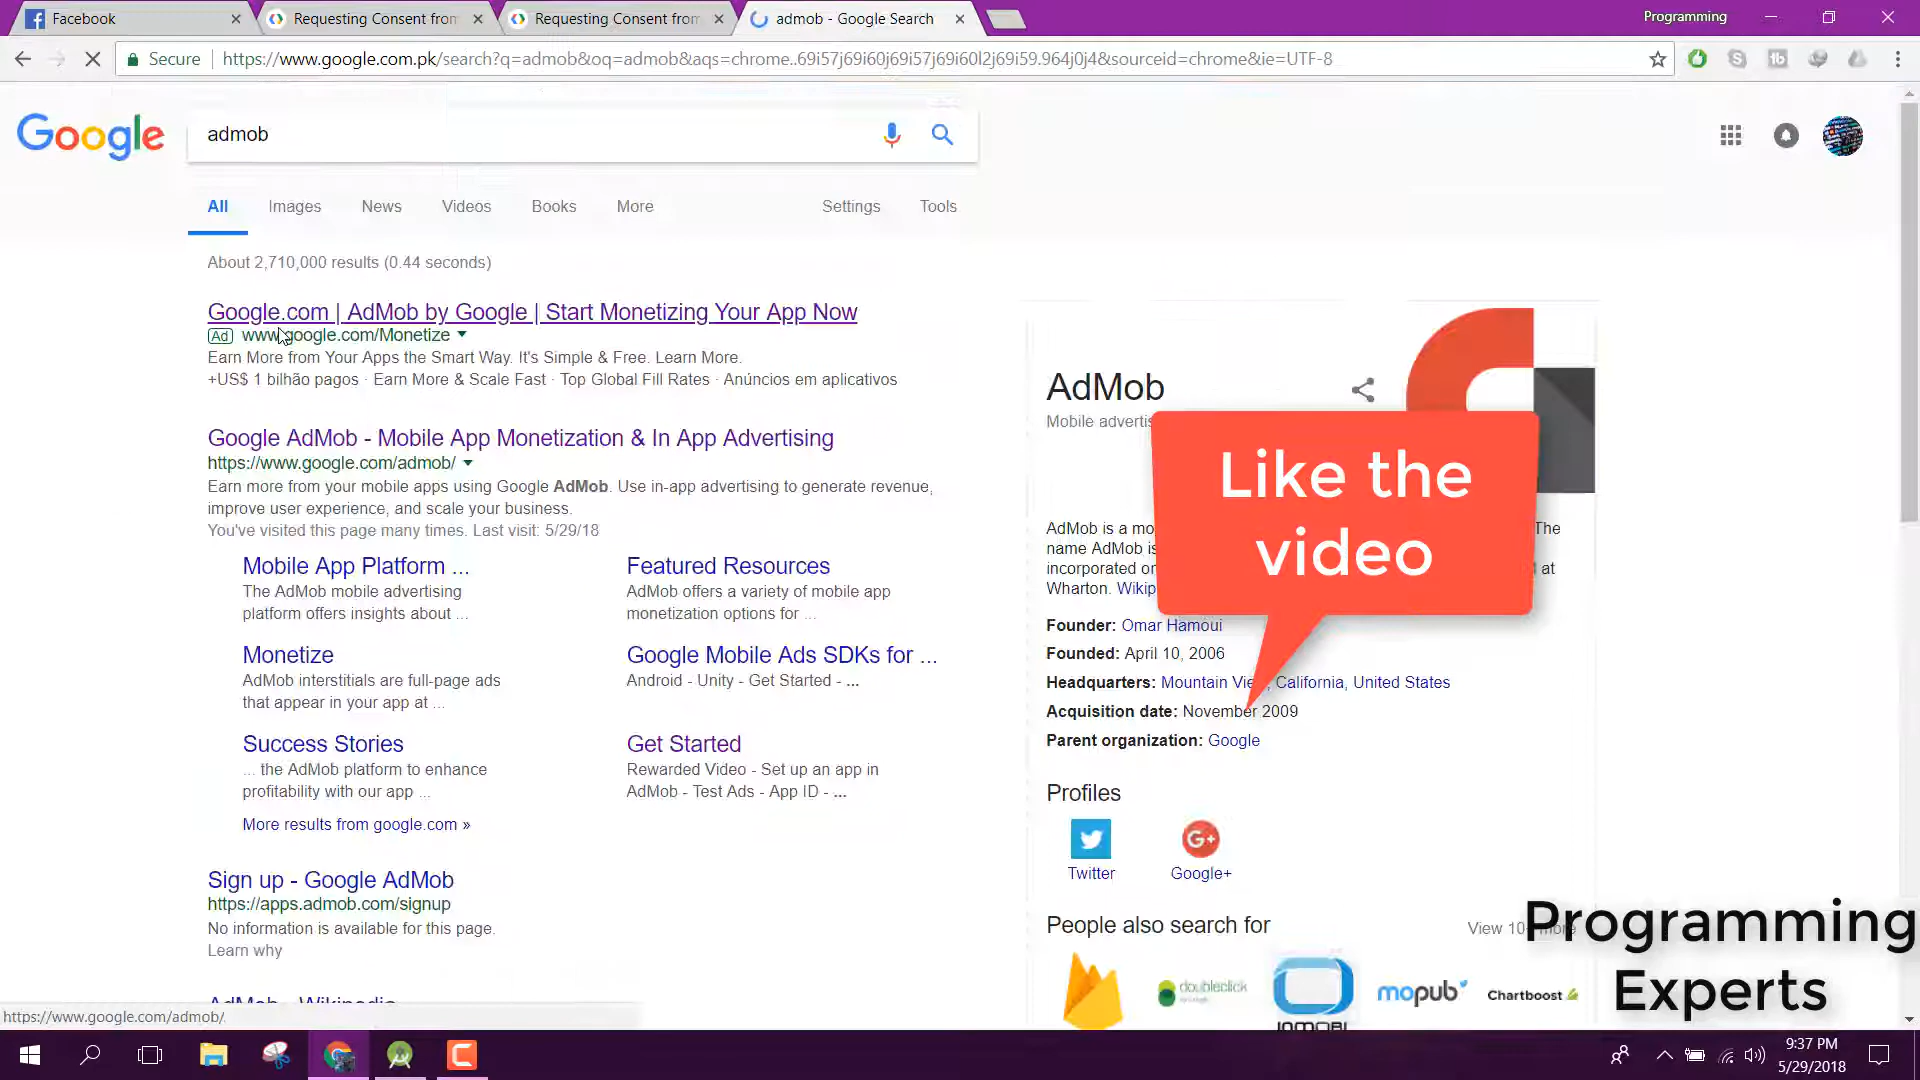 Facebook
Requesting Consent from
Requesting Consent from
admob - Google Search
Programming
Secure
https://www.google.com.pk/search?q=admob&oq=admob&aqs=chrome..69i57j69i60j69i57j69i60l2j69i59.964j0j4&sourceid=chrome&ie=UTF-8
Google
admob
All
Images
News
Videos
Books
More
Settings
Tools
About 2,710,000 results (0.44 seconds)
Google.com | AdMob by Google | Start Monetizing Your App Now
Ad www.google.com/Monetize
Earn More from Your Apps the Smart Way. It's Simple & Free. Learn More.
+US$ 1 bilhão pagos · Earn More & Scale Fast · Top Global Fill Rates · Anúncios em aplicativos
Google AdMob - Mobile App Monetization & In App Advertising
https://www.google.com/admob/
Earn more from your mobile apps using Google AdMob. Use in-app advertising to generate revenue,
improve user experience, and scale your business.
You've visited this page many times. Last visit: 5/29/18
Mobile App Platform ...
The AdMob mobile advertising
platform offers insights about ...
Featured Resources
AdMob offers a variety of mobile app
monetization options for ...
Monetize
AdMob interstitials are full-page ads
that appear in your app at ...
Google Mobile Ads SDKs for ...
Android - Unity - Get Started - ...
Success Stories
... the AdMob platform to enhance
profitability with our app ...
Get Started
Rewarded Video - Set up an app in
AdMob - Test Ads - App ID - ...
More results from google.com »
Sign up - Google AdMob
https://apps.admob.com/signup
No information is available for this page.
Learn why
AdMob - Wikipedia
https://www.google.com/admob/
AdMob
Mobile
Like the
video
AdMob is a The
name AdMob is
incorporated on at
Wharton.
Founder: Omar Hamoui
Founded: April 10, 2006
Headquarters: Mountain View, California, United States
Acquisition date: November 2009
Parent organization: Google
Profiles
Twitter
G+
Google+
People also search for
View 10+ more
doubleclick
INMOBI
mopub
Chartboost
Programming
Experts
9:37 PM
5/29/2018